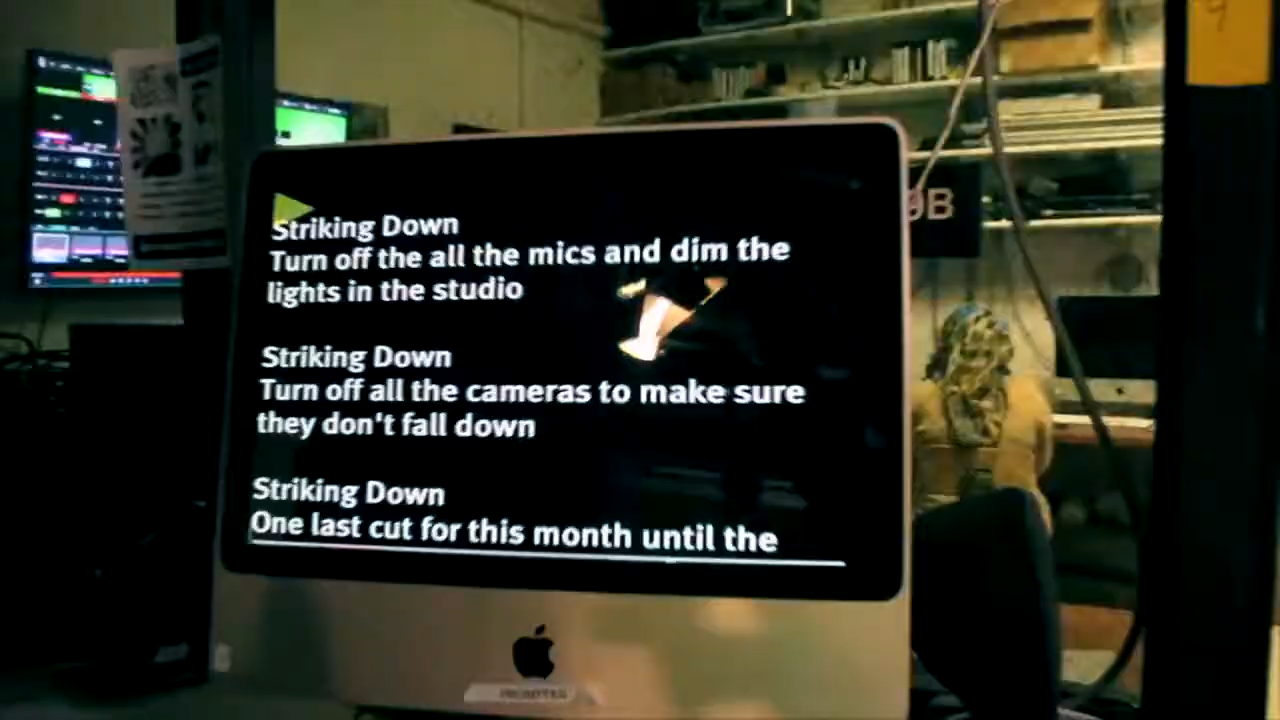 Striking Down
Turn off the all the mics and dim the
lights in the studio
Striking Down
Turn off all the cameras to make sure
they don't fall down
Striking Down
One last cut for this month until the
9B